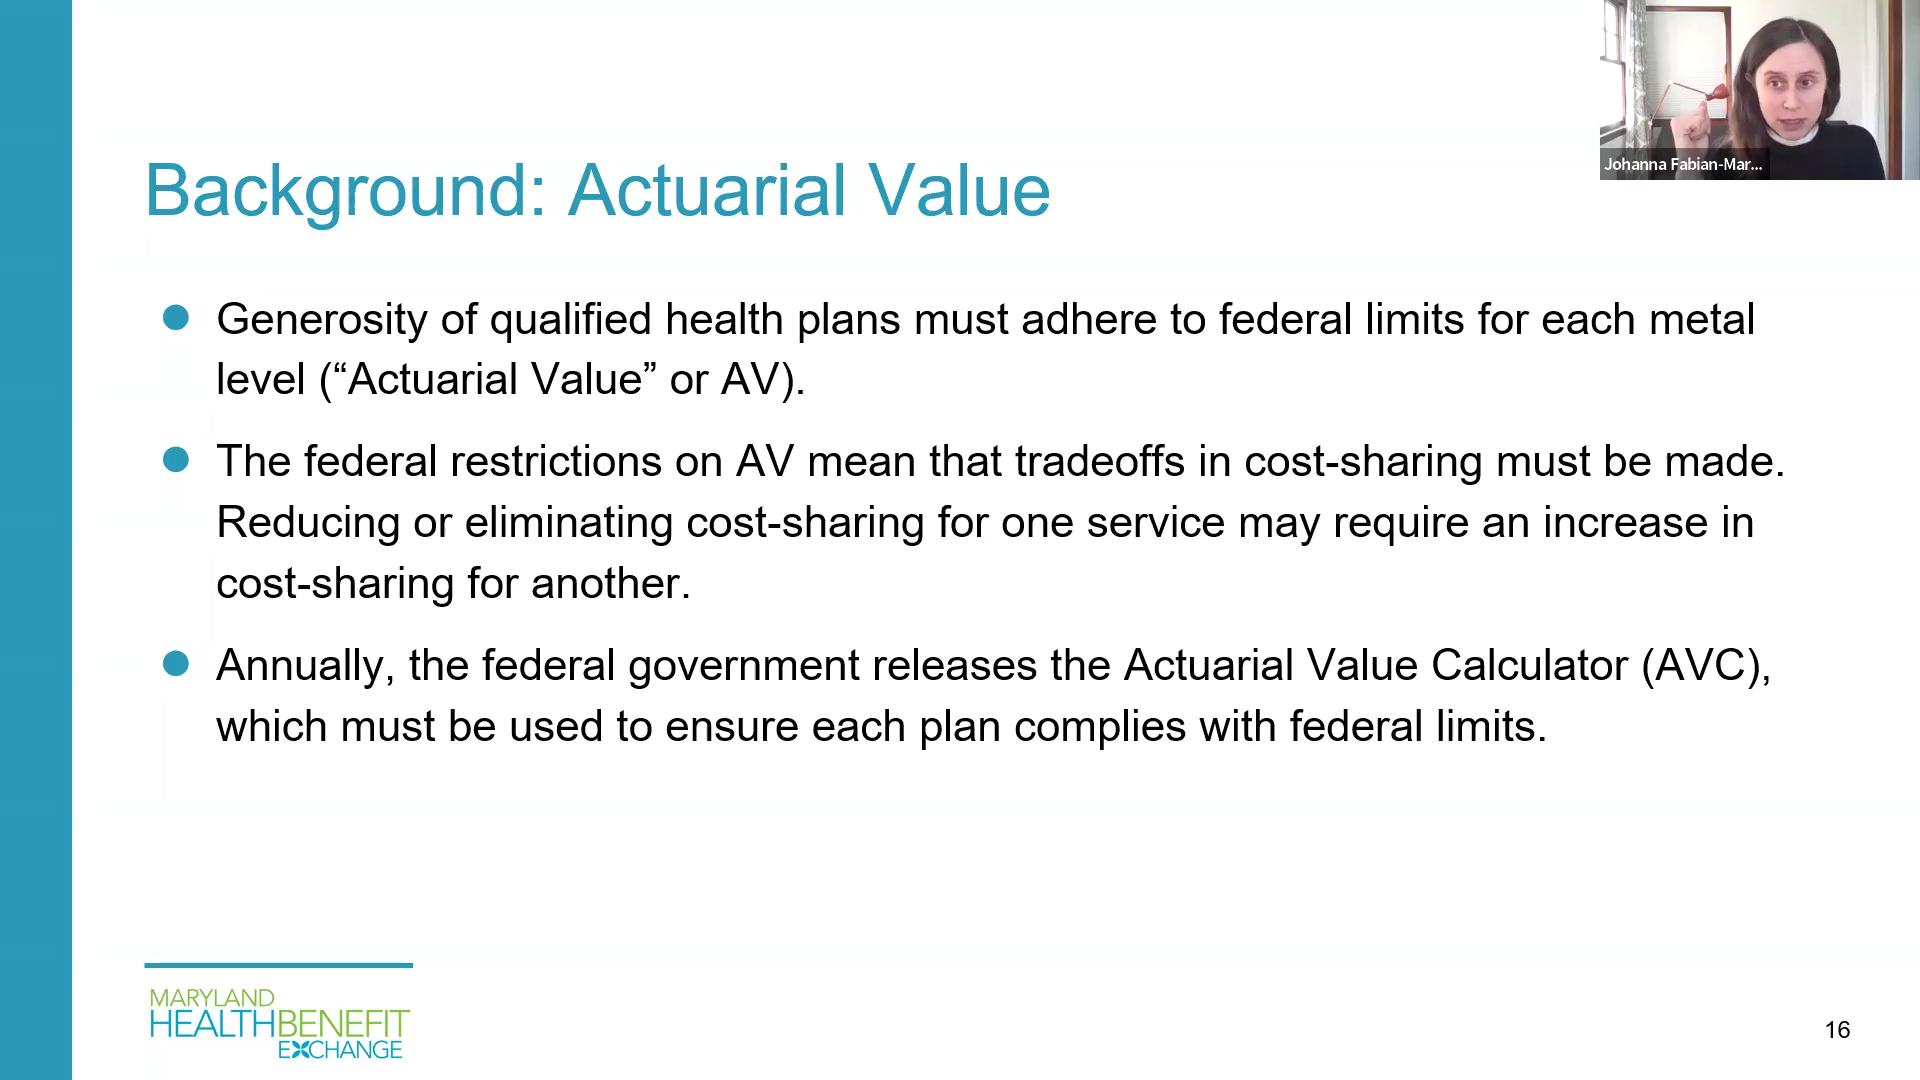 Johanna Fabian-Mar...
Background: Actuarial Value
Generosity of qualified health plans must adhere to federal limits for each metal
level (“Actuarial Value” or AV).
The federal restrictions on AV mean that tradeoffs in cost-sharing must be made.
Reducing or eliminating cost-sharing for one service may require an increase in
cost-sharing for another.
Annually, the federal government releases the Actuarial Value Calculator (AVC),
which must be used to ensure each plan complies with federal limits.
MARYLAND
HEALTHBENEFIT
EXCHANGE
16